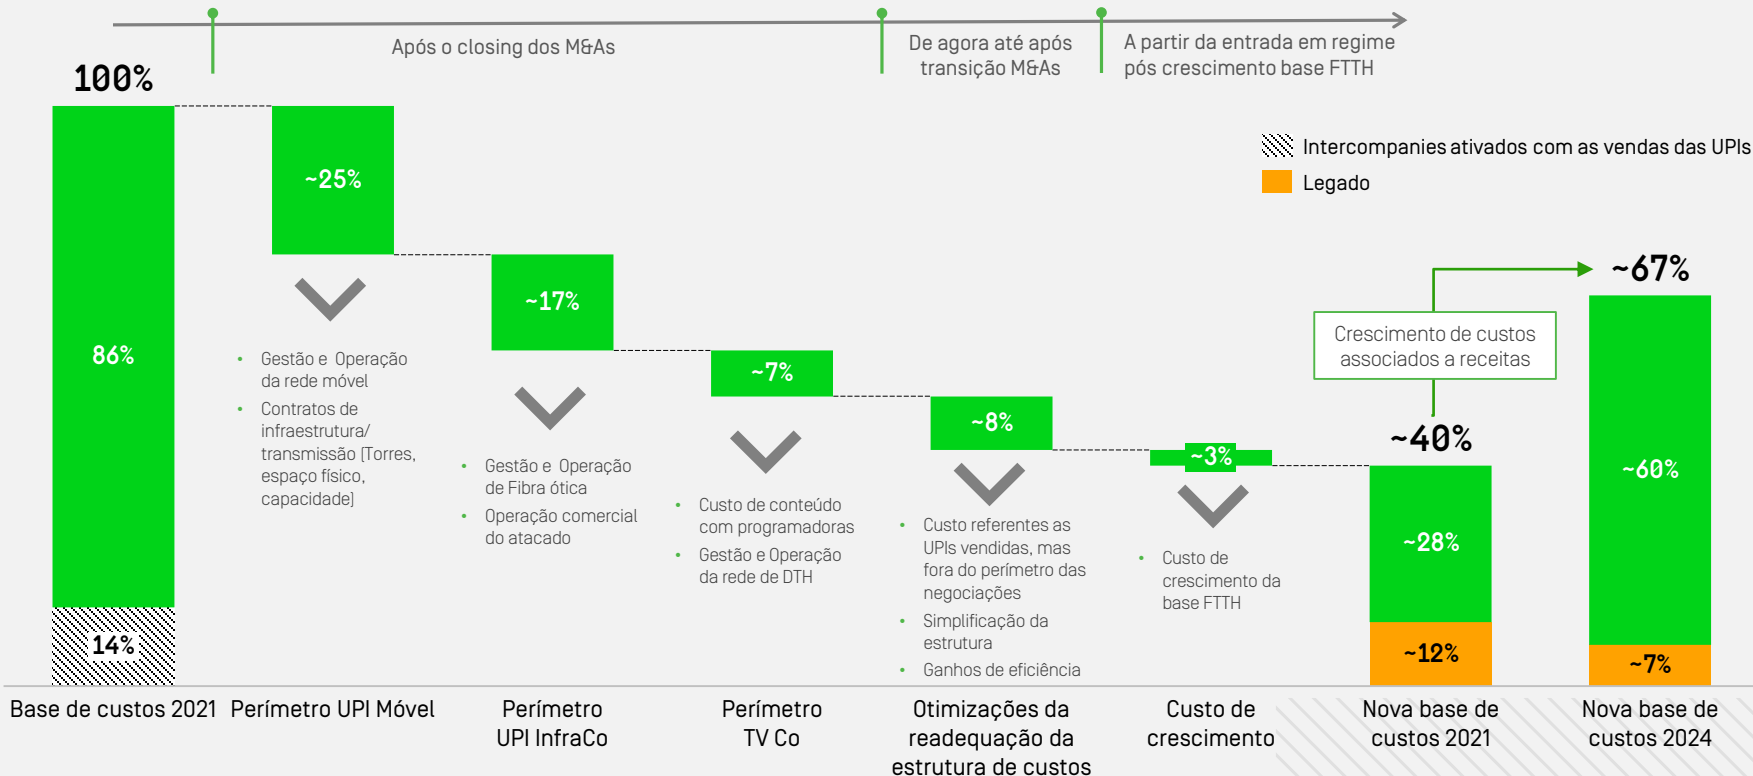 Após o closing dos M&As
De agora até após
transição M&As
A partir da entrada em regime
pós crescimento base FTTH
Intercompanies ativados com as vendas das UPIs
Legado
100%
86%
14%
~25%
• Gestão e Operação
da rede móvel
• Contratos de
infraestrutura/
transmissão (Torres,
espaço físico,
capacidade)
~17%
• Gestão e Operação
de Fibra ótica
• Operação comercial
do atacado
~7%
• Custo de conteúdo
com programadoras
• Gestão e Operação
da rede de DTH
~8%
• Custo referentes as
UPIs vendidas, mas
fora do perímetro das
negociações
• Simplificação da
estrutura
• Ganhos de eficiência
~3%
• Custo de
crescimento da
base FTTH
Crescimento de custos
associados a receitas
~40%
~28%
~12%
~67%
~60%
~7%
Base de custos 2021
Perímetro UPI Móvel
Perímetro
UPI InfraCo
Perímetro
TV Co
Otimizações da
readequação da
estrutura de custos
Custo de
crescimento
Nova base de
custos 2021
Nova base de
custos 2024